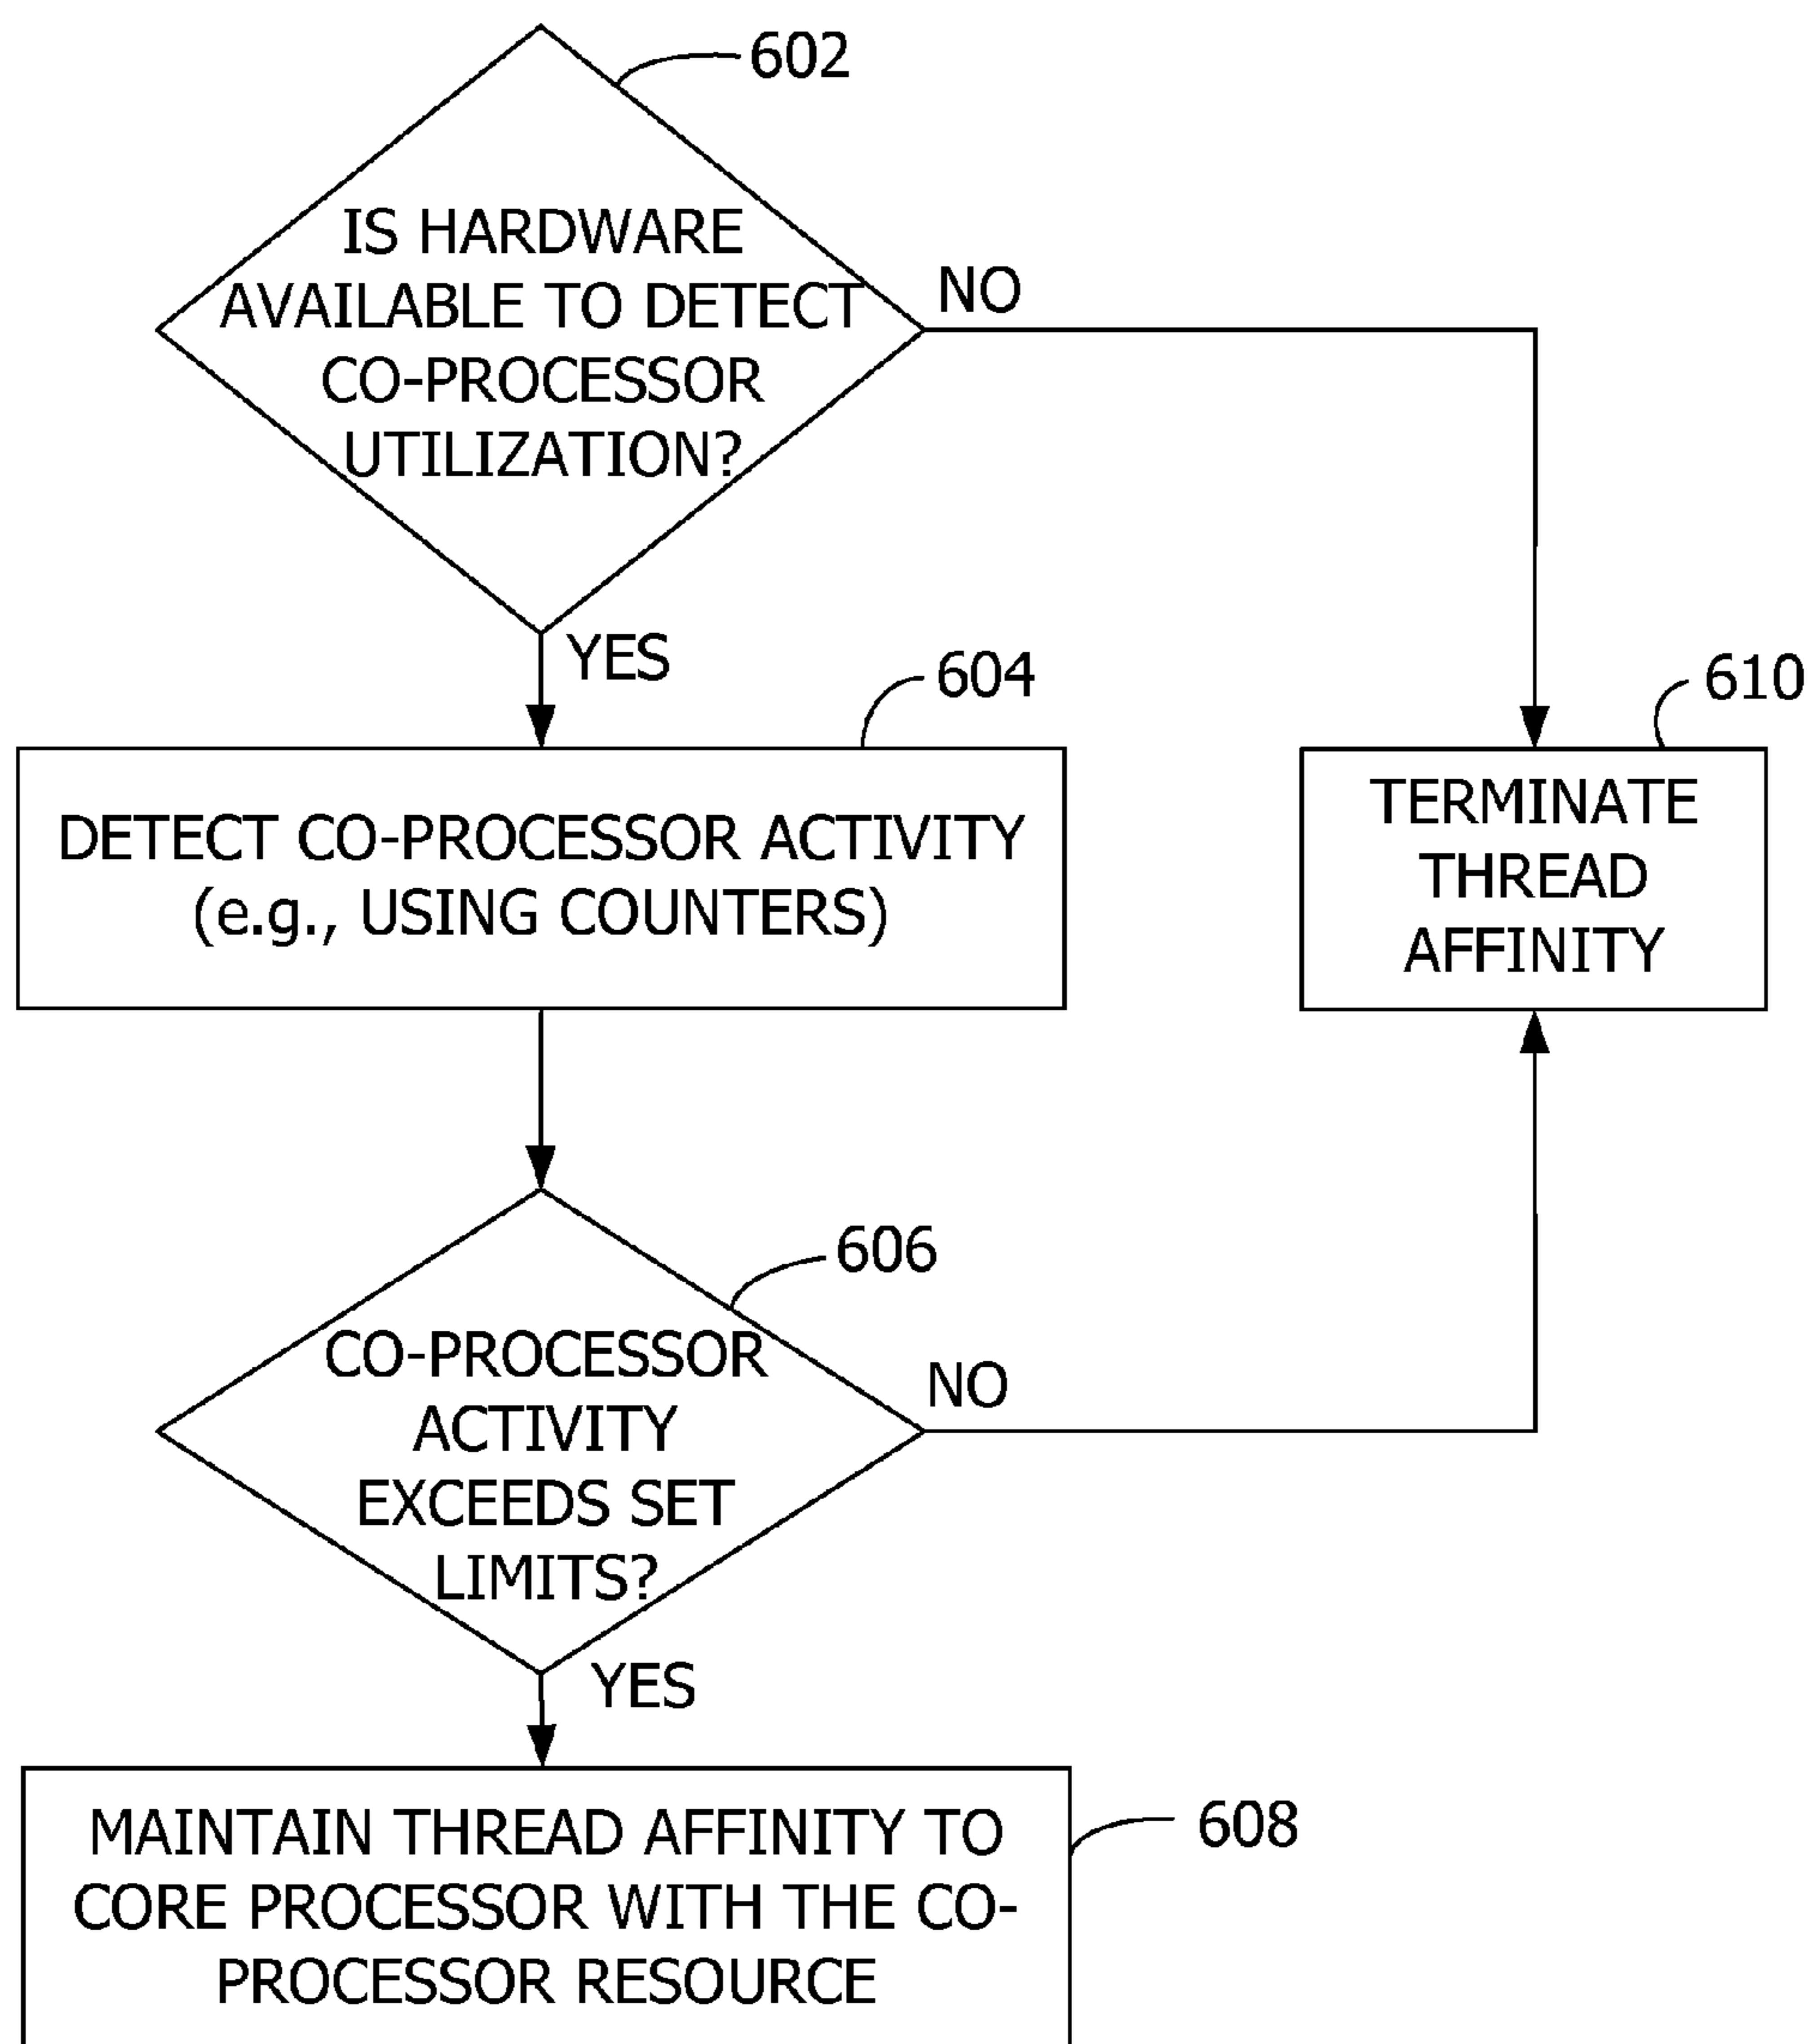 602
IS HARDWARE
AVAILABLE TO DETECT
CO-PROCESSOR
UTILIZATION?
NO
YES
604
610
DETECT CO-PROCESSOR ACTIVITY
(e.g., USING COUNTERS)
TERMINATE
THREAD
AFFINITY
606
CO-PROCESSOR
ACTIVITY
EXCEEDS SET
LIMITS?
NO
YES
608
MAINTAIN THREAD AFFINITY TO
CORE PROCESSOR WITH THE CO-
PROCESSOR RESOURCE